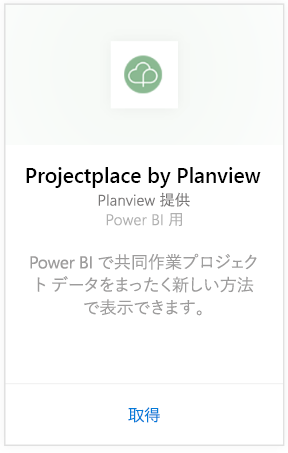 Projectplace by Planview
Planview 提供
Power BI 用
Power BI で共同作業プロジェク
ト データをまったく新しい方法
で表示できます。
取得